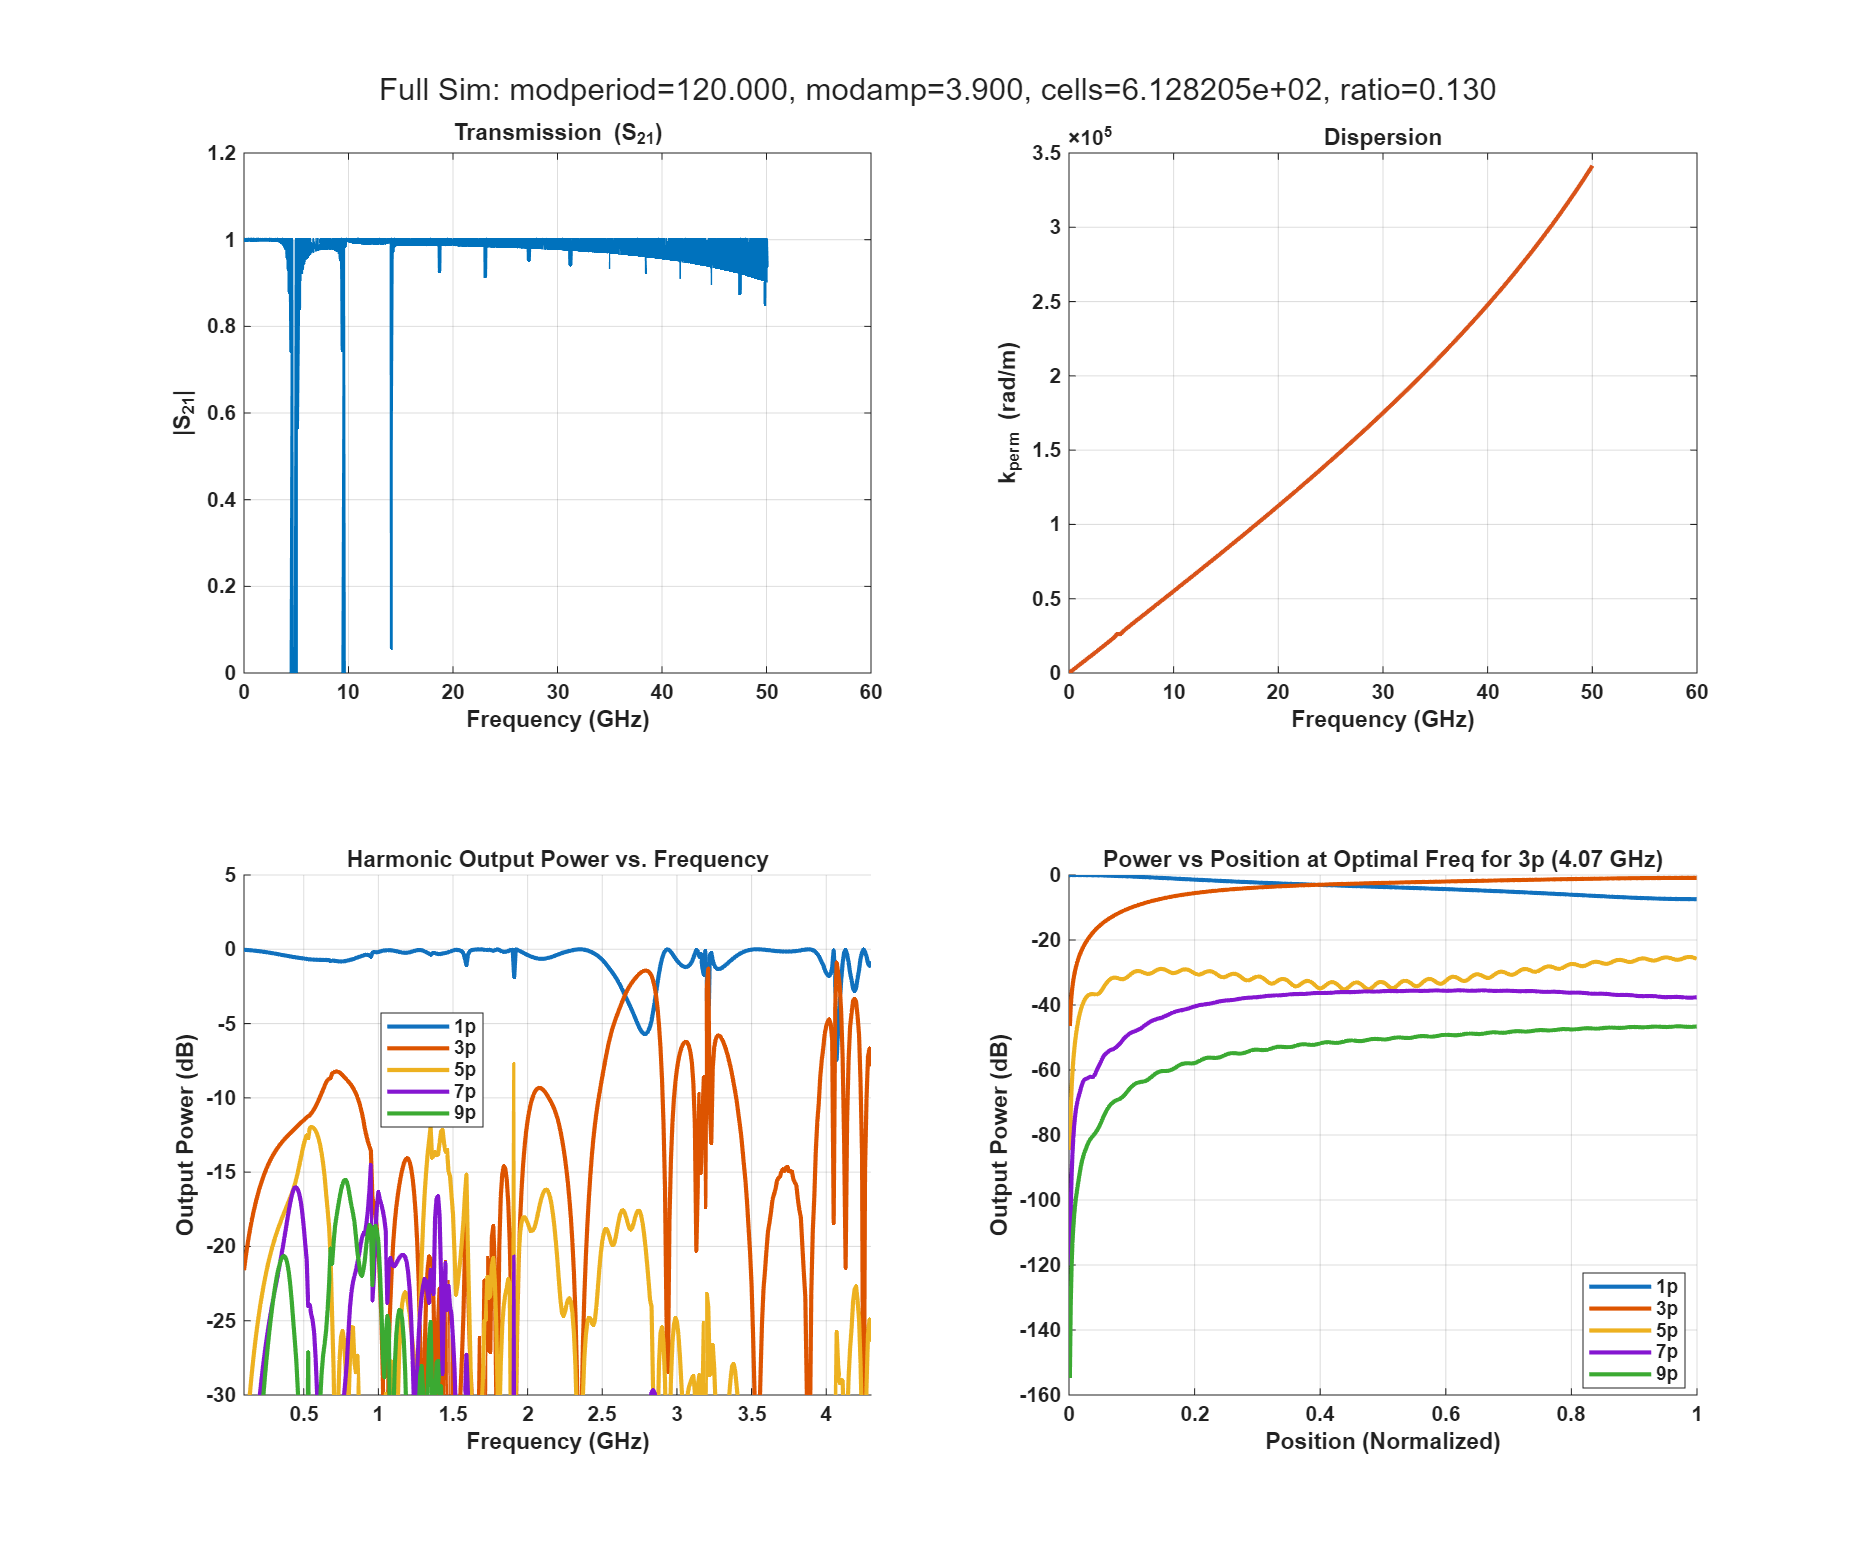 Full Sim: modperiod=120.000, modamp=3.900, cells=6.128205e+02, ratio=0.130
Transmission (S21)
1.2
1
0.8
0.6
0.4
0.2
0
|S21|
0 10 20 30 40 50 60
Frequency (GHz)
×10^5
Dispersion
3.5
3
2.5
2
1.5
1
0.5
0
kperm (rad/m)
0 10 20 30 40 50 60
Frequency (GHz)
Harmonic Output Power vs. Frequency
5
0
-5
-10
-15
-20
-25
-30
Output Power (dB)
1p
3p
5p
7p
9p
0.5 1 1.5 2 2.5 3 3.5 4
Frequency (GHz)
Power vs Position at Optimal Freq for 3p (4.07 GHz)
0
-20
-40
-60
-80
-100
-120
-140
-160
Output Power (dB)
1p
3p
5p
7p
9p
0 0.2 0.4 0.6 0.8 1
Position (Normalized)